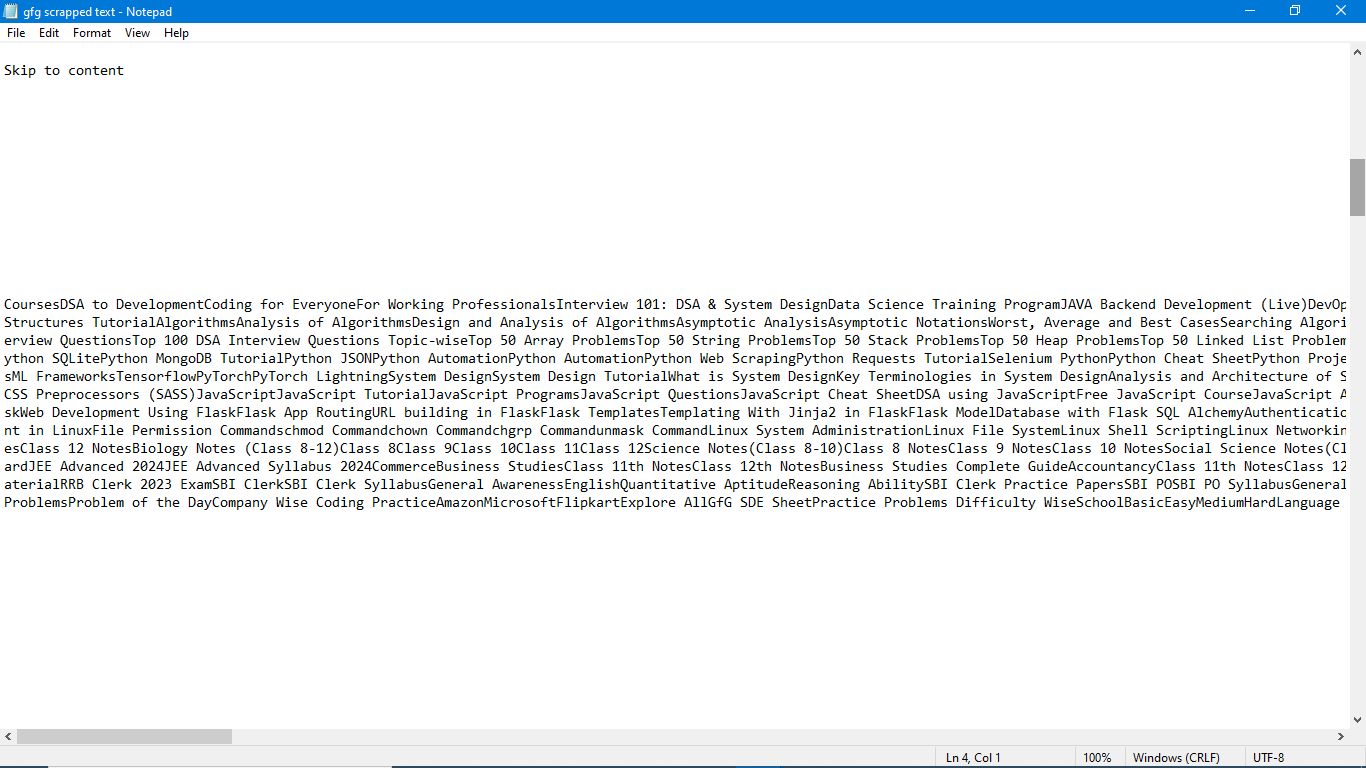 gfg scrapped text - Notepad
File Edit Format View Help
Skip to content
CoursesDSA to DevelopmentCoding for EveryoneFor Working ProfessionalsInterview 101: DSA & System DesignData Science Training ProgramJAVA Backend Development (Live)DevOp
Structures TutorialAlgorithmsAnalysis of AlgorithmsDesign and Analysis of AlgorithmsAsymptotic AnalysisAsymptotic NotationsWorst, Average and Best CasesSearching Algori
erview QuestionsTop 100 DSA Interview Questions Topic-wiseTop 50 Array ProblemsTop 50 String ProblemsTop 50 Stack ProblemsTop 50 Heap ProblemsTop 50 Linked List Problem
ython SQLitePython MongoDB TutorialPython JSONPython AutomationPython AutomationPython Web ScrapingPython Requests TutorialSelenium PythonPython Cheat SheetPython Proje
sML FrameworksTensorflowPyTorchPyTorch LightningSystem DesignSystem Design TutorialWhat is System DesignKey Terminologies in System DesignAnalysis and Architecture of S
CSS Preprocessors (SASS)JavaScriptJavaScript TutorialJavaScript ProgramsJavaScript QuestionsJavaScript Cheat SheetDSA using JavaScriptFree JavaScript CourseJavaScript A
skWeb Development Using FlaskFlask App RoutingURL building in FlaskFlask TemplatesTemplating With Jinja2 in FlaskFlask ModelDatabase with Flask SQL AlchemyAuthenticatio
nt in LinuxFile Permission Commandschmod Commandchown Commandchgrp Commandunmask CommandLinux System AdministrationLinux File SystemLinux Shell ScriptingLinux Networkin
esClass 12 NotesBiology Notes (Class 8-12)Class 8Class 9Class 10Class 11Class 12Science Notes(Class 8-10)Class 8 NotesClass 9 NotesClass 10 NotesSocial Science Notes(Cl
ardJEE Advanced 2024JEE Advanced Syllabus 2024CommerceBusiness StudiesClass 11th NotesClass 12th NotesBusiness Studies Complete GuideAccountancyClass 11th NotesClass 12
aterialRRB Clerk 2023 ExamSBI ClerkSBI Clerk SyllabusGeneral AwarenessEnglishQuantitative AptitudeReasoning AbilitySBI Clerk Practice PapersSBI POSBI PO SyllabusGeneral
ProblemsProblem of the DayCompany Wise Coding PracticeAmazonMicrosoftFlipkartExplore AllGfG SDE SheetPractice Problems Difficulty WiseSchoolBasicEasyMediumHardLanguage
Ln 4, Col 1 100% Windows (CRLF) UTF-8